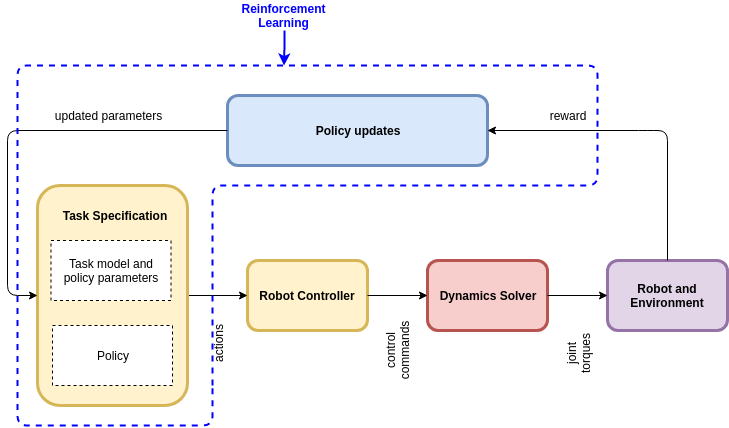 Reinforcement
Learning
updated parameters
reward
Policy updates
Task Specification
Task model and
policy parameters
Policy
actions
Robot Controller
control
commands
Dynamics Solver
joint
torques
Robot and
Environment